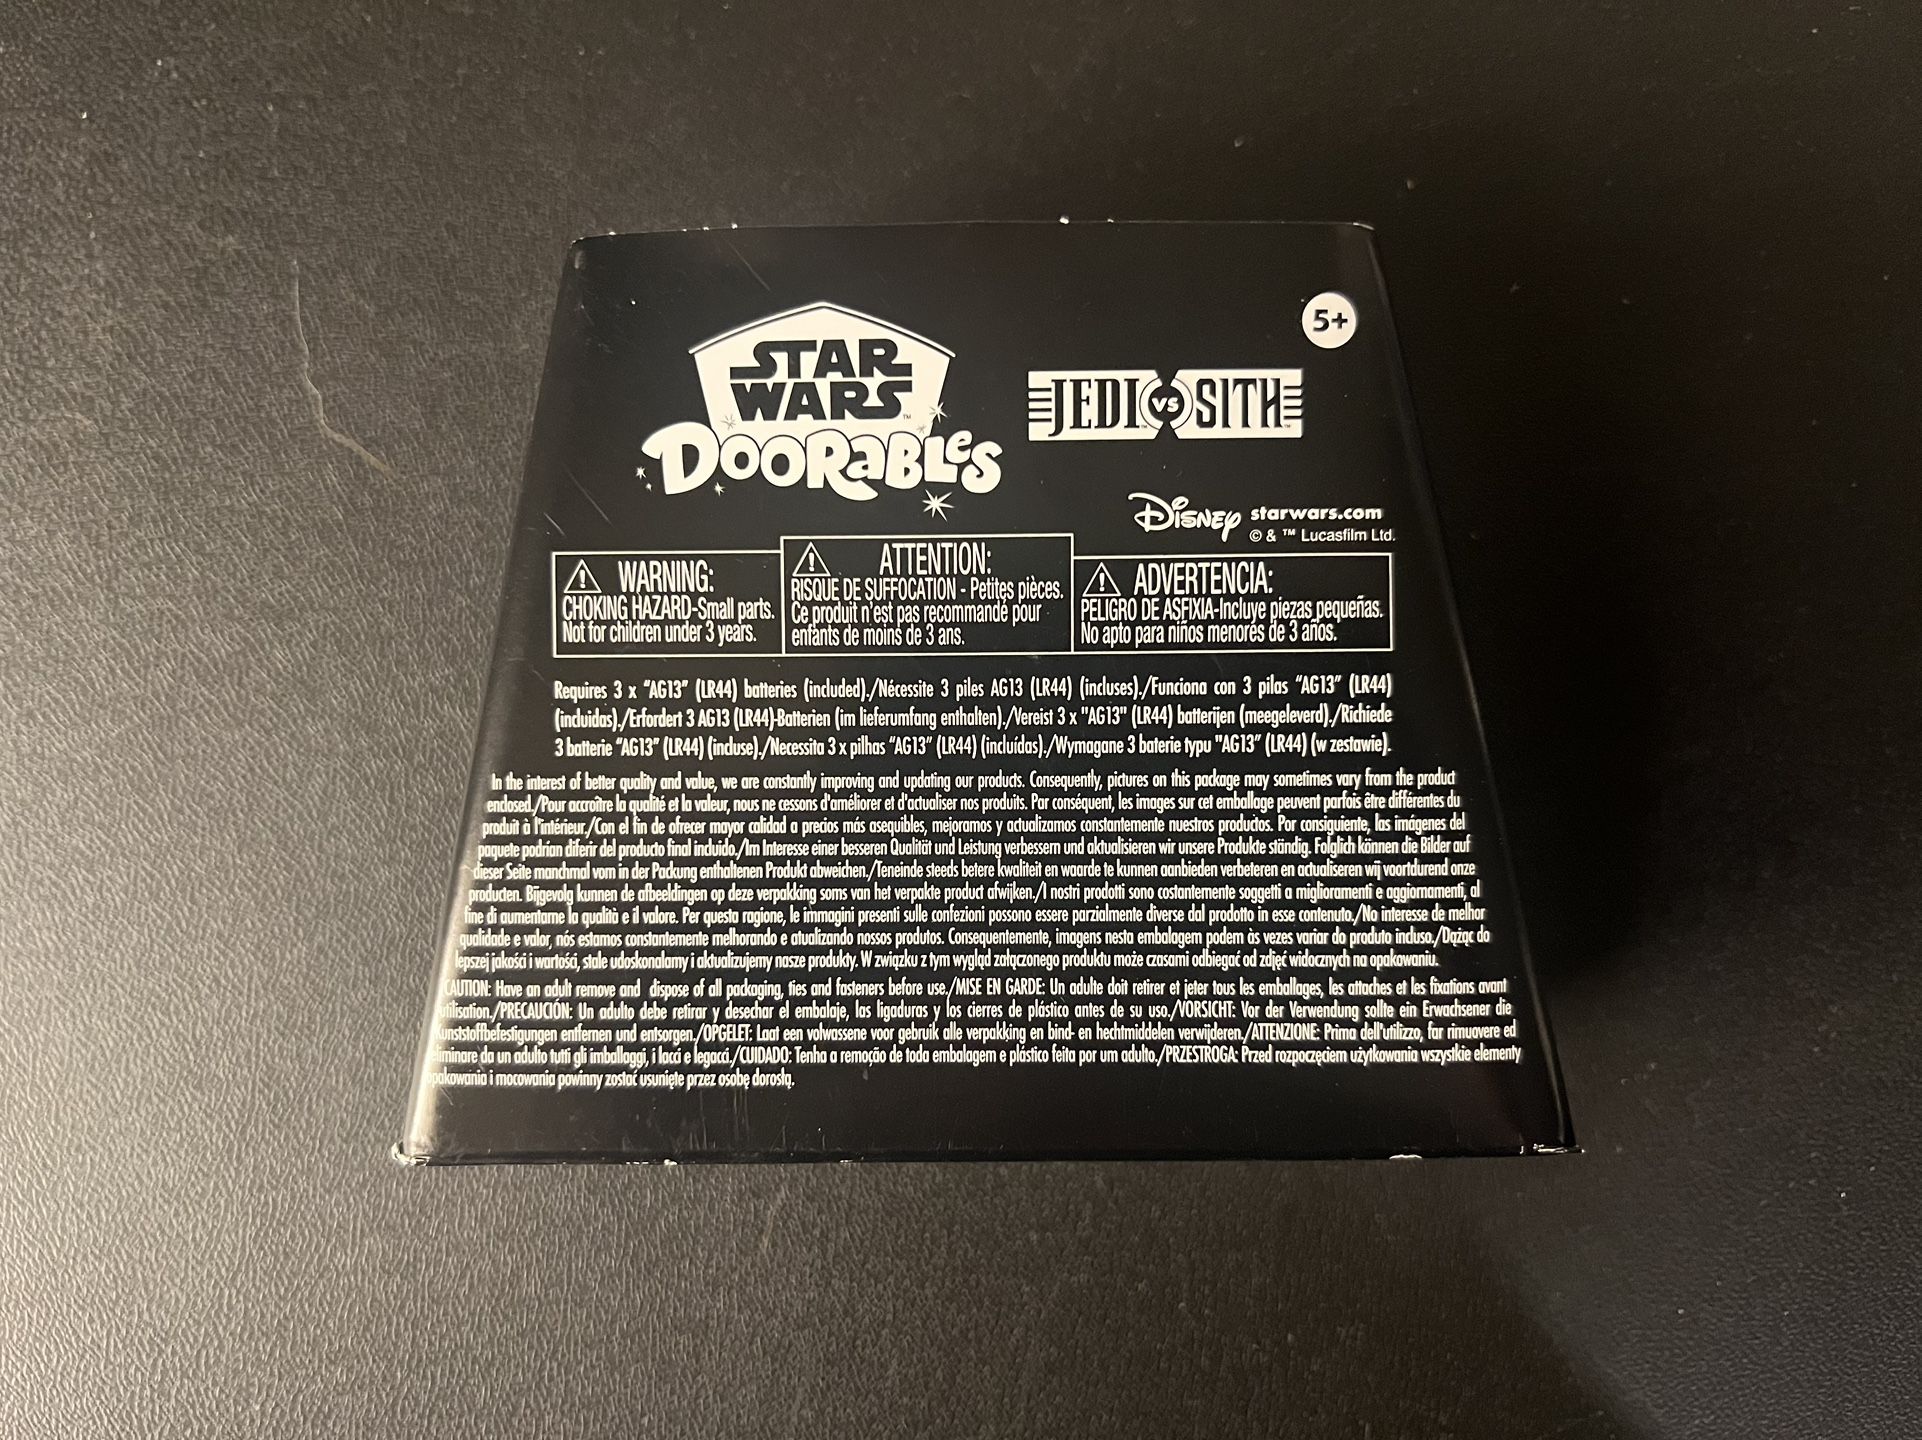 5+
STAR
WARS™
DOORABLES
JEDI™ VS SITH™
Disney starwars.com
© & ™ Lucasfilm Ltd.
WARNING:
CHOKING HAZARD-Small parts.
Not for children under 3 years.
ATTENTION:
RISQUE DE SUFFOCATION - Petites pièces.
Ce produit n'est pas recommandé pour
enfants de moins de 3 ans.
ADVERTENCIA:
PELIGRO DE ASFIXIA-Incluye piezas pequeñas.
No apto para niños menores de 3 años.
Requires 3 x “AG13” (LR44) batteries (included)./Nécessite 3 piles AG13 (LR44) (incluses)./Funciona con 3 pilas “AG13” (LR44)
(incluidas)./Erfordert 3 AG13 (LR44)-Batterien (im lieferumfang enthalten)./Vereist 3 x "AG13" (LR44) batterijen (meegeleverd)./Richiede
3 batterie “AG13” (LR44) (incluse)./Necessita 3 x pilhas “AG13” (LR44) (incluídas)./Wymagane 3 baterie typu "AG13” (LR44) (w zestawie).
In the interest of better quality and value, we are constantly improving and updating our products. Consequently, pictures on this package may sometimes vary from the product
enclosed./Pour accroître la qualité et la valeur, nous ne cessons d'améliorer et d'actualiser nos produits. Par conséquent, les images sur cet emballage peuvent parfois être différentes du
produit à l'intérieur./Con el fin de ofrecer mayor calidad a precios más asequibles, mejoramos y actualizamos constantemente nuestros productos. Por consiguiente, las imágenes del
paquete podrían diferir del producto final incluido./Im Interesse einer besseren Qualität und Leistung verbessern und aktualisieren wir unsere Produkte ständig. Folglich können die Bilder auf
dieser Seite manchmal vom in der Packung enthaltenen Produkt abweichen./Teneinde steeds betere kwaliteit en waarde te kunnen aanbieden verbeteren en actualiseren wij voortdurend onze
producten. Bijgevolg kunnen de afbeeldingen op deze verpakking soms van het verpakte product afwijken./I nostri prodotti sono costantemente soggetti a miglioramenti e aggiornamenti, al
fine di aumentarne la qualità e il valore. Per questa ragione, le immagini presenti sulle confezioni possono essere parzialmente diverse dal prodotto in esse contenuto./No interesse de melhor
qualidade e valor, nós estamos constantemente melhorando e atualizando nossos produtos. Consequentemente, imagens nesta embalagem podem às vezes variar do produto incluso./Dążąc do
lepszej jakości i wartości, stale udoskonalamy i aktualizujemy nasze produkty. W związku z tym wygląd załączonego produktu może czasami odbiegać od zdjęć widocznych na opakowaniu.
CAUTION: Have an adult remove and dispose of all packaging, ties and fasteners before use./MISE EN GARDE: Un adulte doit retirer et jeter tous les emballages, les attaches et les fixations avant
utilisation./PRECAUCIÓN: Un adulto debe retirar y desechar el embalaje, las ligaduras y los cierres de plástico antes de su uso./VORSICHT: Vor der Verwendung sollte ein Erwachsener die
Kunststoffbefestigungen entfernen und entsorgen./OPGELET: Laat een volwassene voor gebruik alle verpakking en bind- en hechtmiddelen verwijderen./ATTENZIONE: Prima dell'utilizzo, far rimuovere ed
eliminare da un adulto tutti gli imballaggi, i lacci e legacci./CUIDADO: Tenha a remoção de toda embalagem e plástico feita por um adulto./PRZESTROGA: Przed rozpoczęciem użytkowania wszystkie elementy
opakowania i mocowania powinny zostać usunięte przez osobę dorosłą.